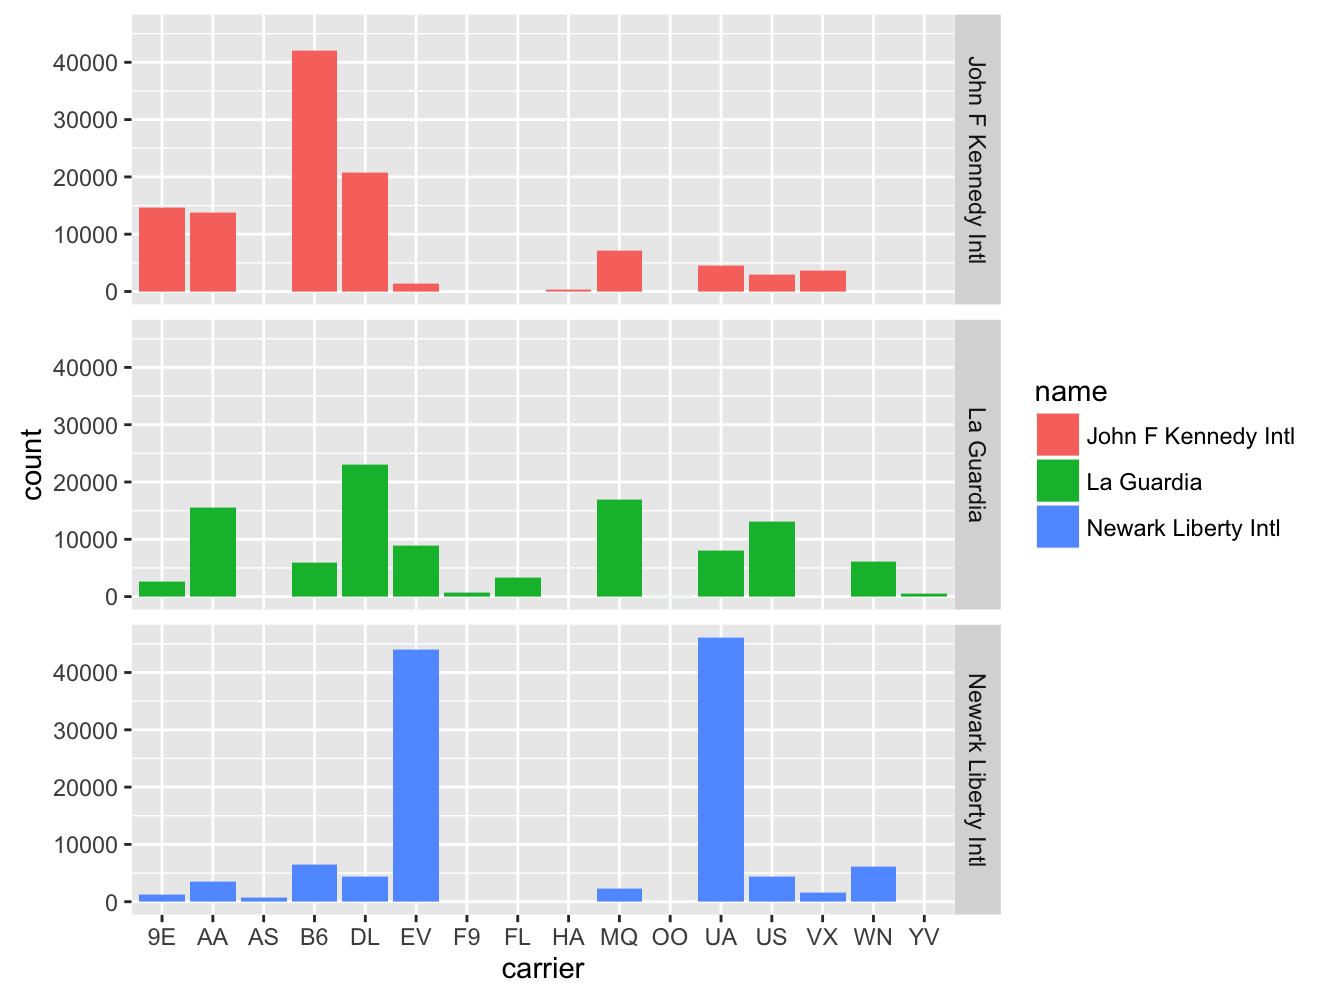 40000
30000
20000
10000
0
John F Kennedy Intl
40000
30000
20000
10000
0
La Guardia
count
40000
30000
20000
10000
0
Newark Liberty Intl
9E AA AS B6 DL EV F9 FL HA MQ OO UA US VX WN YV
carrier
name
John F Kennedy Intl
La Guardia
Newark Liberty Intl